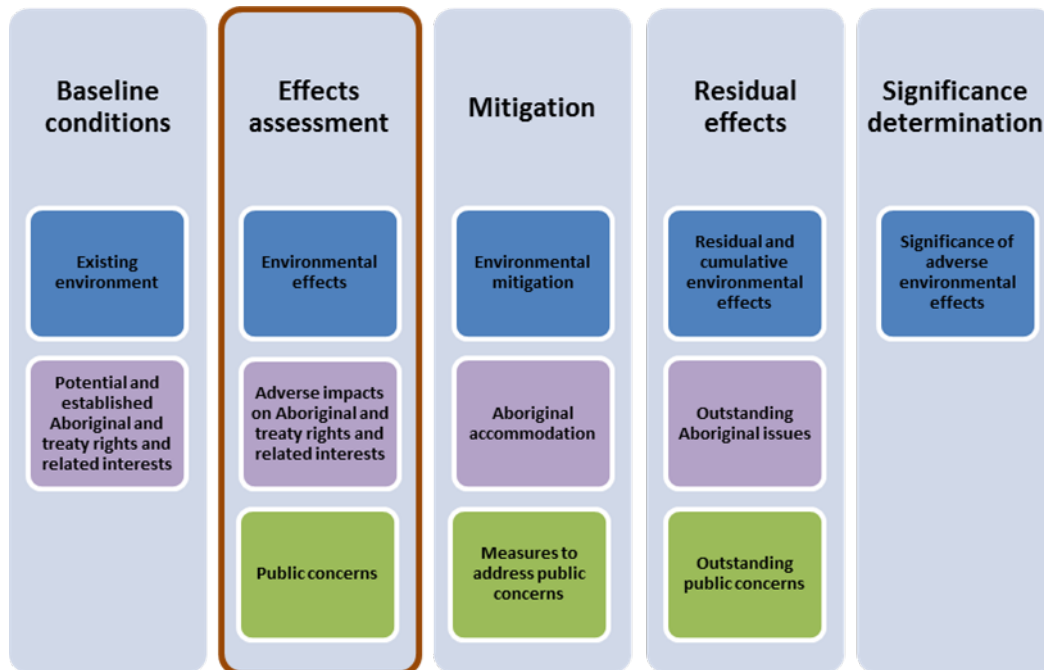 Baseline
conditions
Existing
environment
Potential and
established
Aboriginal and
treaty rights and
related interests
Effects
assessment
Environmental
effects
Adverse impacts
on Aboriginal and
treaty rights and
related interests
Public concerns
Mitigation
Environmental
mitigation
Aboriginal
accommodation
Measures to
address public
concerns
Residual
effects
Residual and
cumulative
environmental
effects
Outstanding
Aboriginal issues
Outstanding
public concerns
Significance
determination
Significance of
adverse
environmental
effects